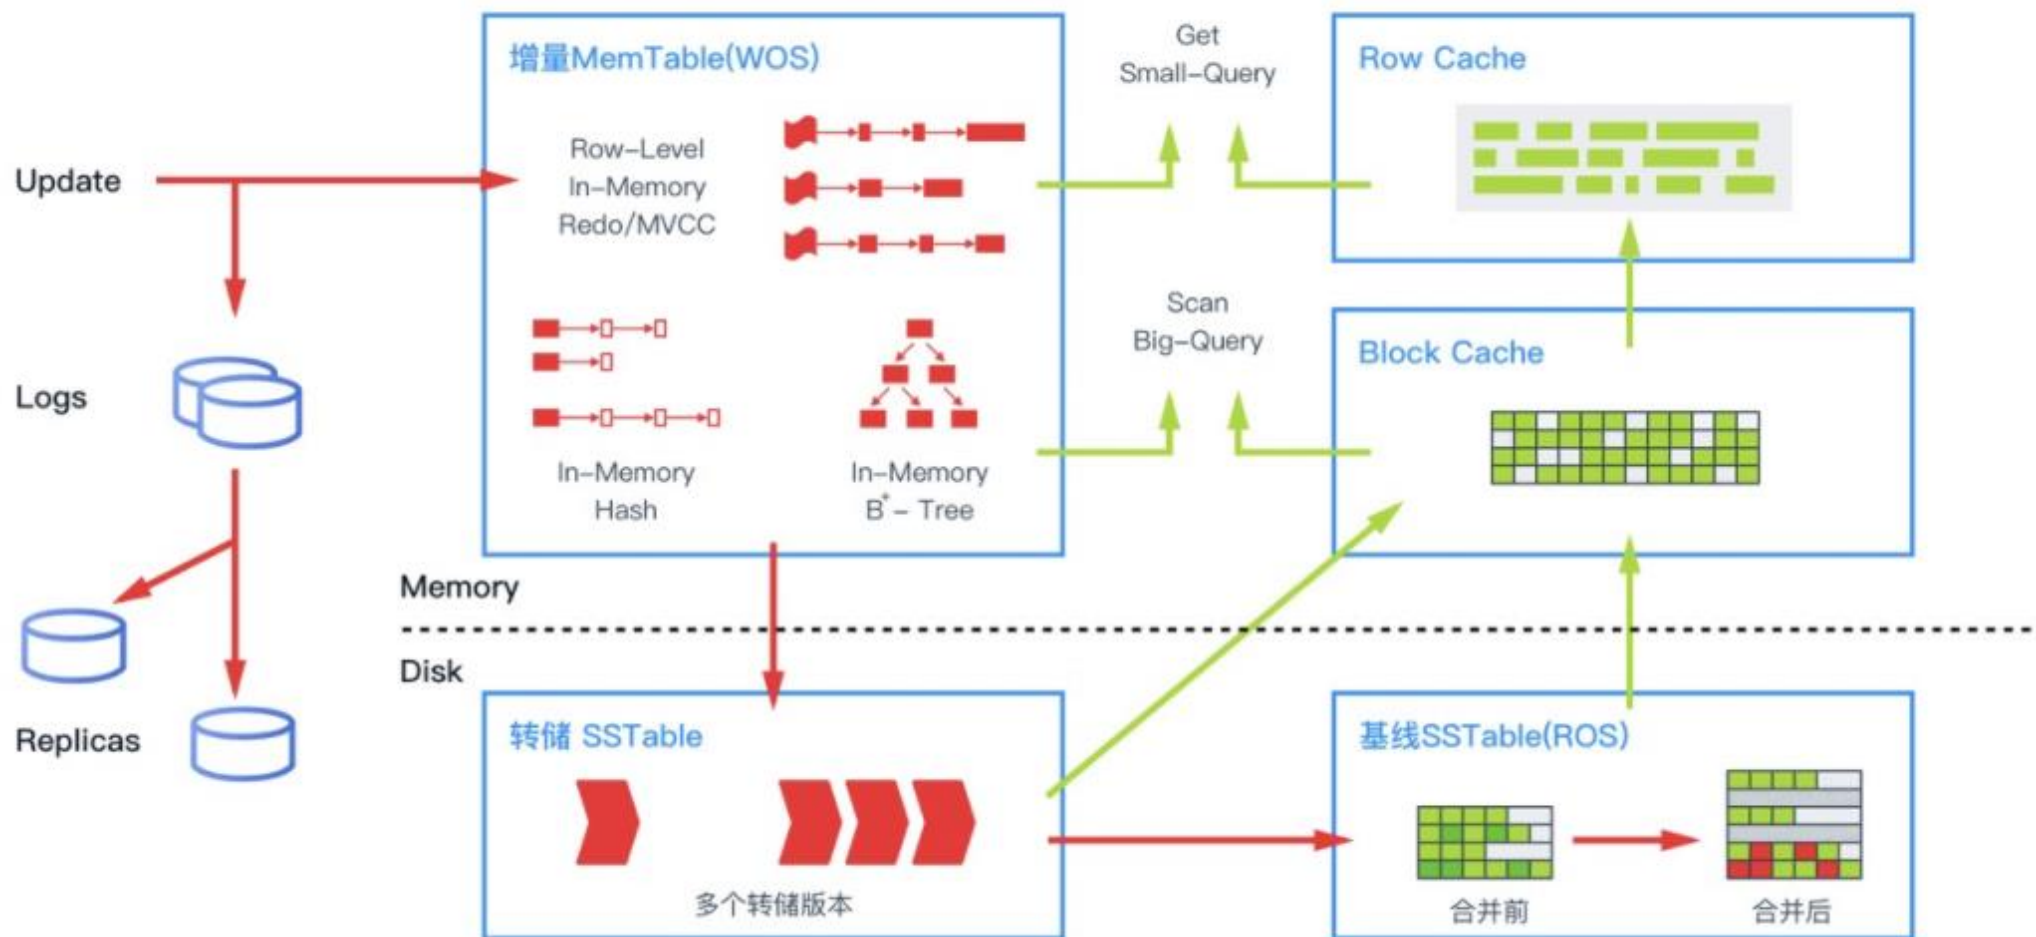 Update
Logs
Replicas
增量MemTable(WOS)
Row-Level
In-Memory
Redo/MVCC
In-Memory
Hash
In-Memory
B+- Tree
Get
Small-Query
Scan
Big-Query
Row Cache
Block Cache
Memory
Disk
转储 SSTable
多个转储版本
基线SSTable(ROS)
合并前
合并后